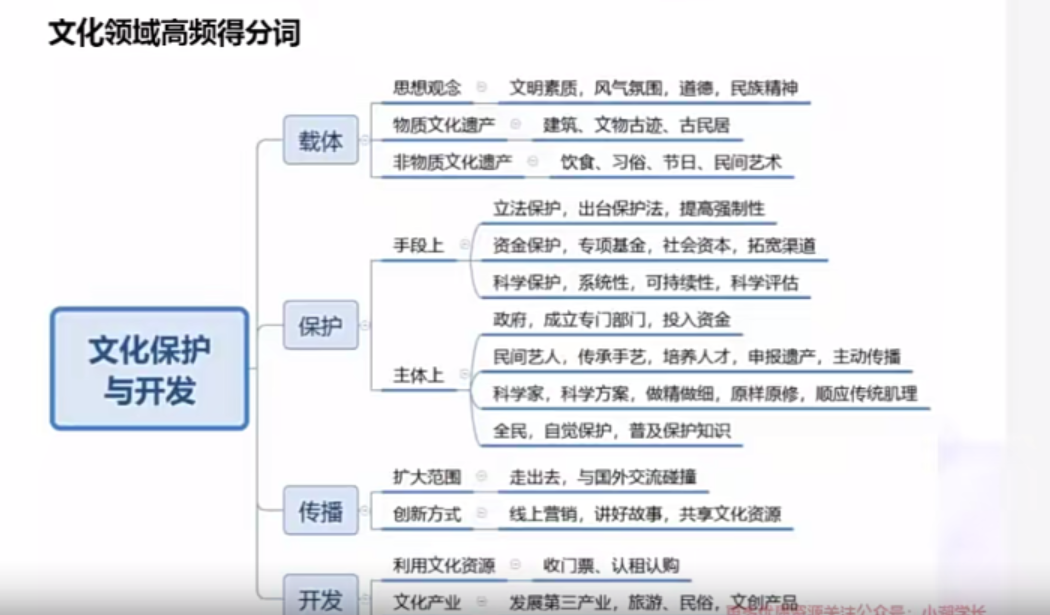 文化领域高频得分词
文化保护
与开发
载体
思想观念
文明素质，风气氛围，道德，民族精神
物质文化遗产
建筑、文物古迹、古民居
非物质文化遗产
饮食、习俗、节日、民间艺术
保护
手段上
立法保护，出台保护法，提高强制性
资金保护，专项基金，社会资本，拓宽渠道
科学保护，系统性，可持续性，科学评估
主体上
政府，成立专门部门，投入资金
民间艺人，传承手艺，培养人才，申报遗产，主动传播
科学家，科学方案，做精做细，原样原修，顺应传统肌理
全民，自觉保护，普及保护知识
传播
扩大范围
走出去，与国外交流碰撞
创新方式
线上营销，讲好故事，共享文化资源
开发
利用文化资源
收门票、认租认购
文化产业
发展第三产业，旅游、民俗，文创产品